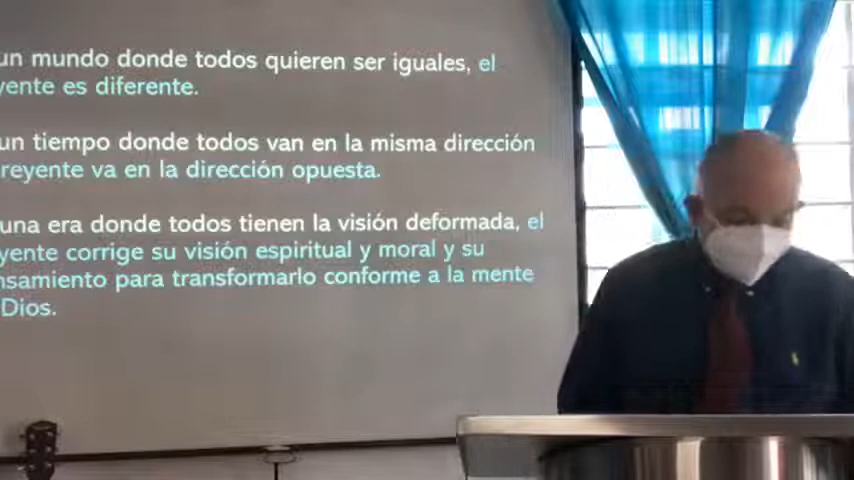 un mundo donde todos quieren ser iguales, el
yente es diferente.
un tiempo donde todos van en la misma dirección
reyente va en la dirección opuesta.
una era donde todos tienen la visión deformada, el
yente corrige su visión espiritual y moral y su
nsamiento para transformarlo conforme a la mente
Dios.